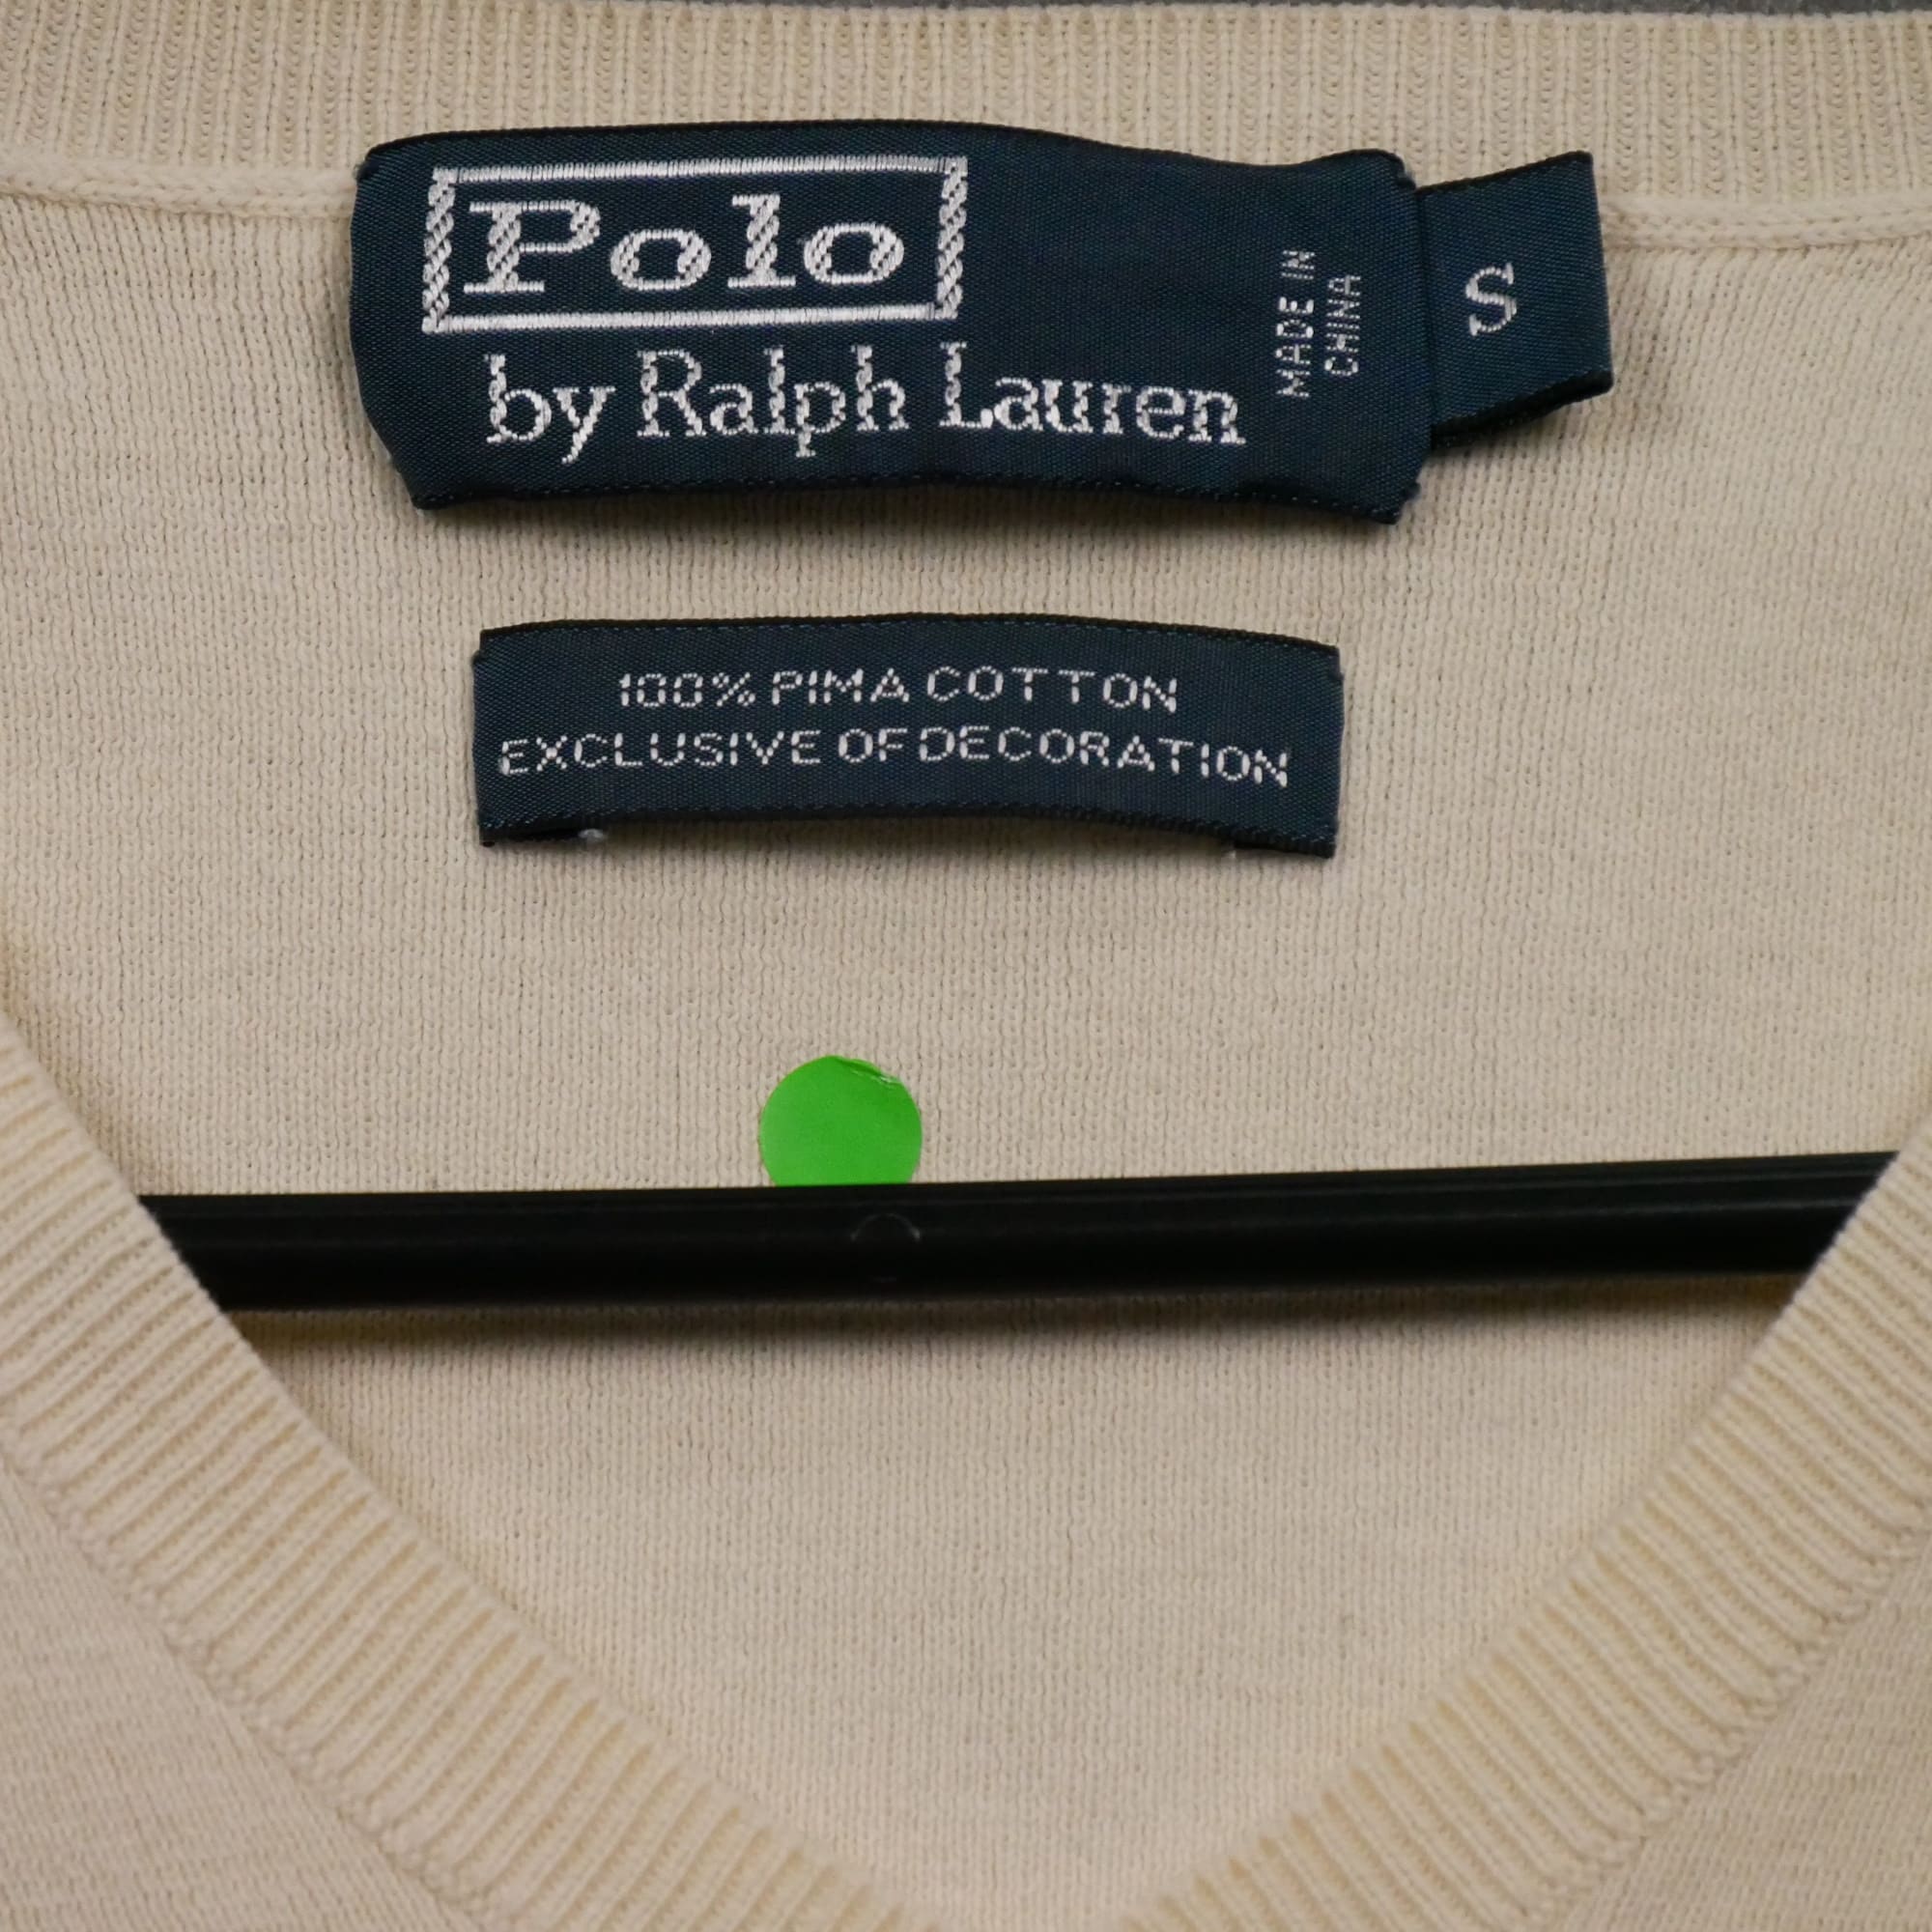 Polo
by Ralph Lauren
MADE IN
CHINA
S
100% PIMA COTTON
EXCLUSIVE OF DECORATION